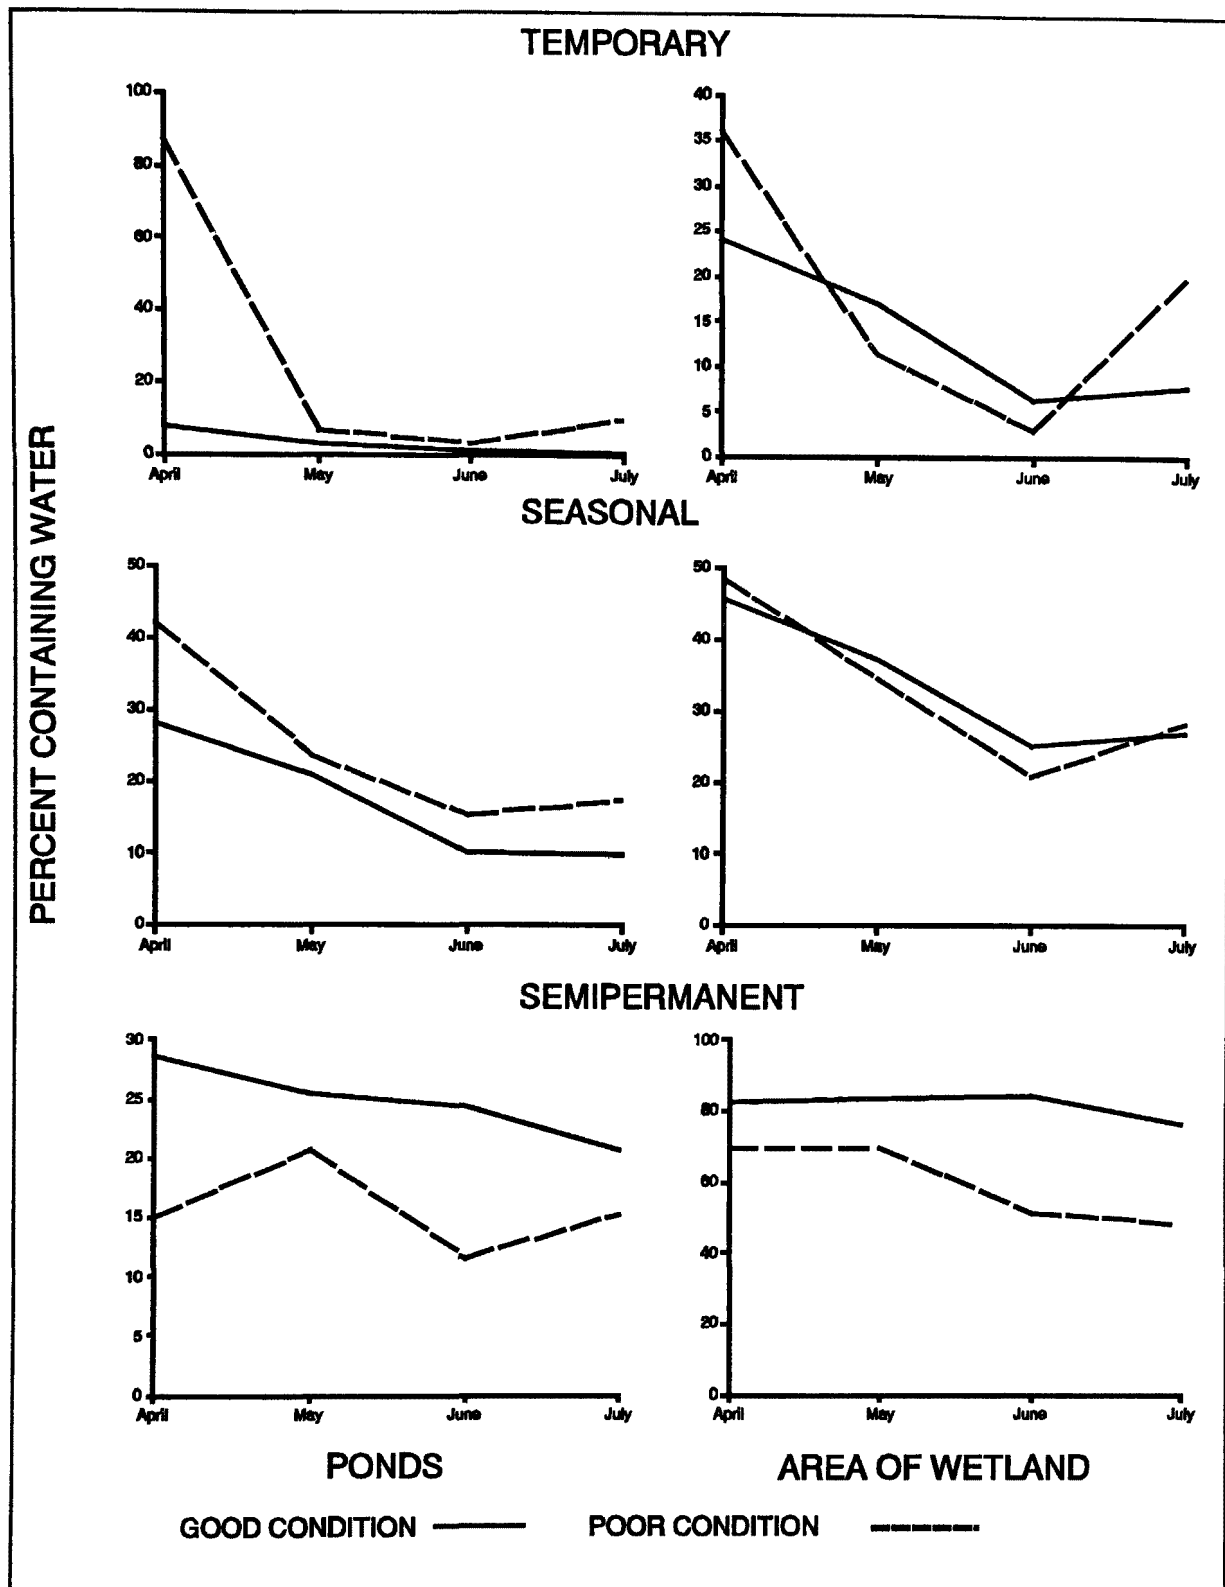 TEMPORARY
100
80
60
40
20
0
April
May
June
July
40
35
30
25
20
15
10
5
0
April
May
June
July
PERCENT CONTAINING WATER
SEASONAL
50
40
30
20
10
0
April
May
June
July
50
40
30
20
10
0
April
May
June
July
SEMIPERMANENT
30
25
20
15
10
5
0
April
May
June
July
100
80
60
40
20
0
April
May
June
July
PONDS
AREA OF WETLAND
GOOD CONDITION
POOR CONDITION